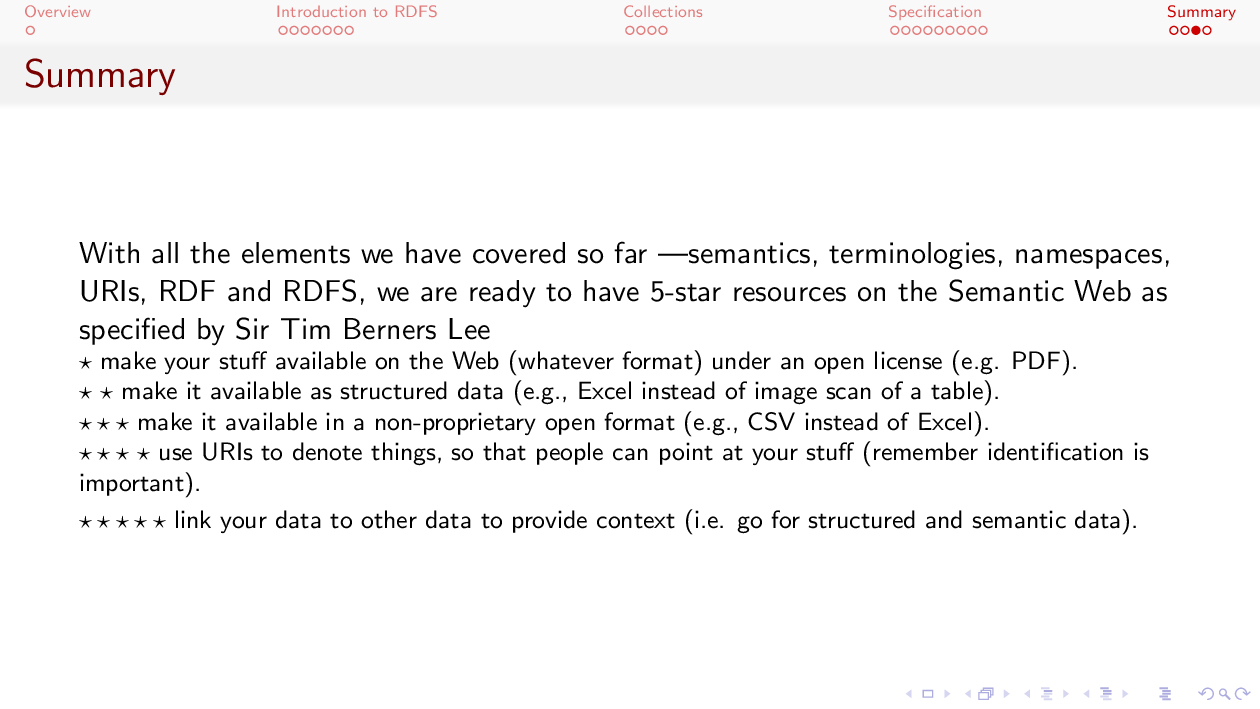 Overview Introduction to RDFS Collections Specification Summary
Summary
With all the elements we have covered so far —semantics, terminologies, namespaces,
URIs, RDF and RDFS, we are ready to have 5-star resources on the Semantic Web as
specified by Sir Tim Berners Lee
⋆ make your stuff available on the Web (whatever format) under an open license (e.g. PDF).
⋆ ⋆ make it available as structured data (e.g., Excel instead of image scan of a table).
⋆ ⋆ ⋆ make it available in a non-proprietary open format (e.g., CSV instead of Excel).
⋆ ⋆ ⋆ ⋆ use URIs to denote things, so that people can point at your stuff (remember identification is
important).
⋆ ⋆ ⋆ ⋆ ⋆ link your data to other data to provide context (i.e. go for structured and semantic data).